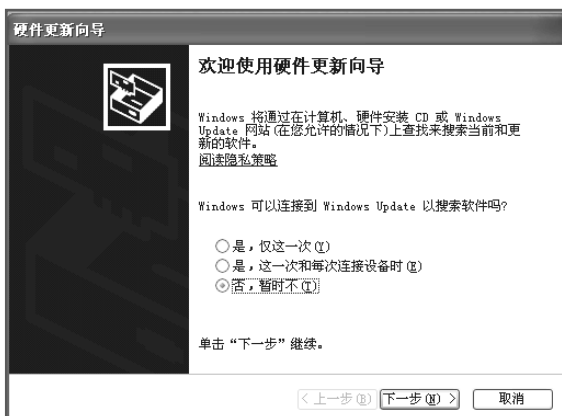 硬件更新向导
欢迎使用硬件更新向导
Windows 将通过在计算机、硬件安装 CD 或 Windows
Update 网站(在您允许的情况下)上查找来搜索当前和更
新的软件。
阅读隐私策略
Windows 可以连接到 Windows Update 以搜索软件吗?
是,仅这一次(Y)
是,这一次和每次连接设备时(E)
否,暂时不(T)
单击“下一步”继续。
< 上一步(B) 下一步(N) > 取消